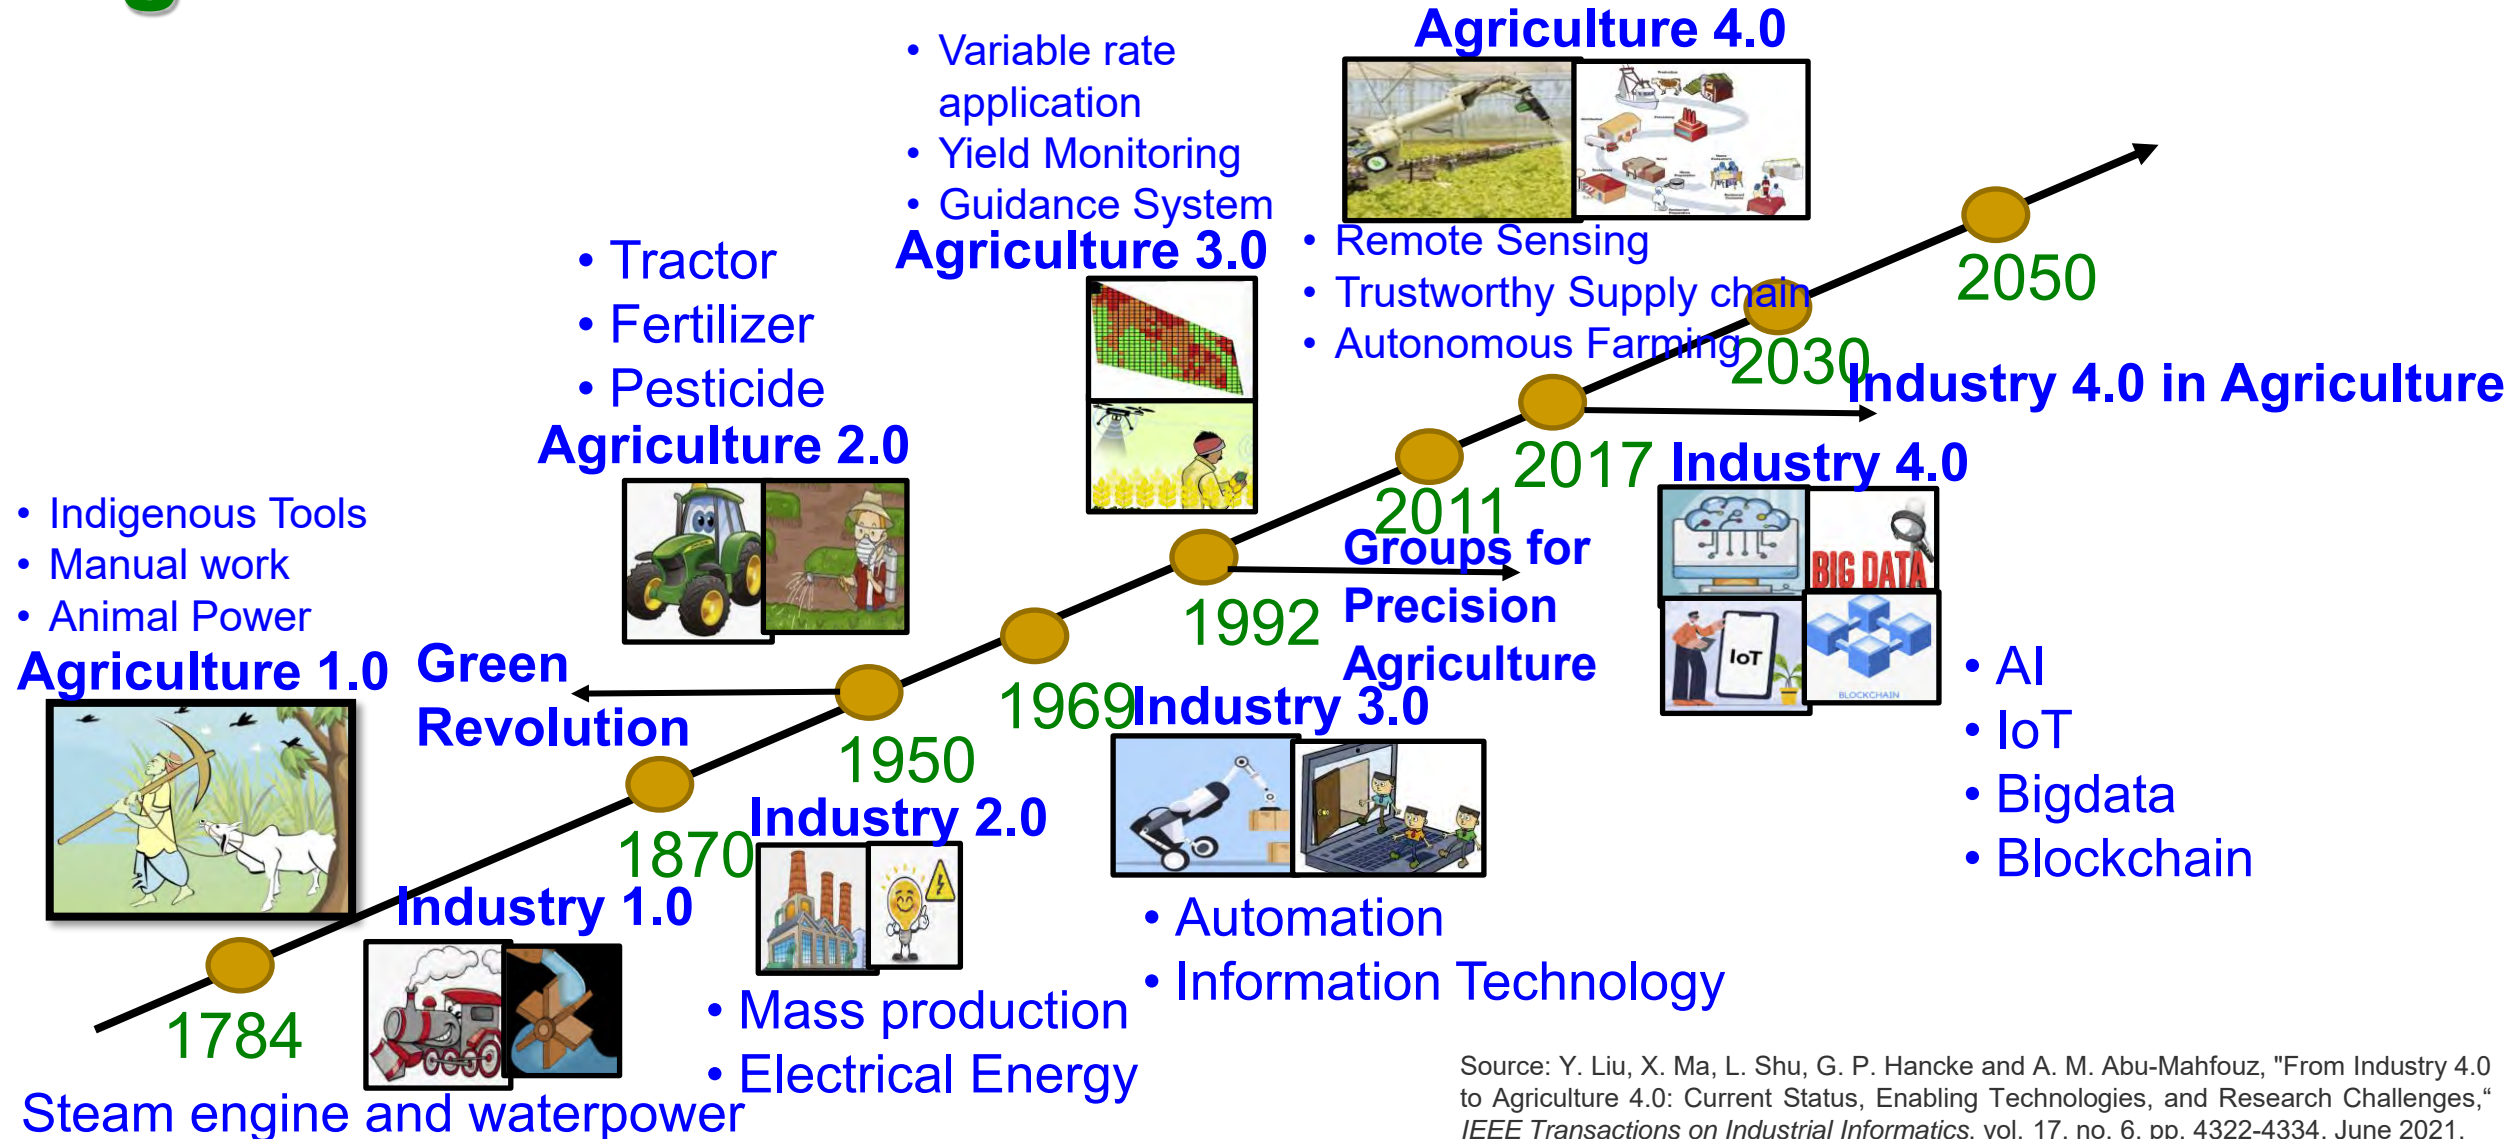 Agriculture 4.0
• Variable rate
application
• Yield Monitoring
• Guidance System
Agriculture 3.0
• Remote Sensing
• Trustworthy Supply chain
• Autonomous Farming
2050
2030
Industry 4.0 in Agriculture
• Tractor
• Fertilizer
• Pesticide
Agriculture 2.0
2017
Industry 4.0
2011
BIG DATA
IoT
BLOCKCHAIN
• Indigenous Tools
• Manual work
• Animal Power
Agriculture 1.0
Green
Revolution
Groups for
Precision
Agriculture
1992
1969
Industry 3.0
• AI
• IoT
• Bigdata
• Blockchain
1950
Industry 2.0
1870
Industry 1.0
• Automation
• Information Technology
1784
• Mass production
• Electrical Energy
Steam engine and waterpower
Source: Y. Liu, X. Ma, L. Shu, G. P. Hancke and A. M. Abu-Mahfouz, "From Industry 4.0
to Agriculture 4.0: Current Status, Enabling Technologies, and Research Challenges,“
IEEE Transactions on Industrial Informatics, vol. 17, no. 6, pp. 4322-4334, June 2021.